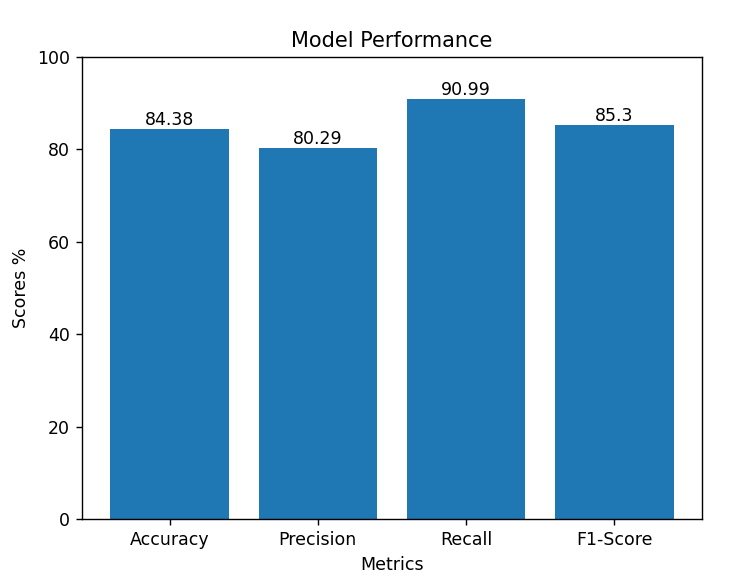 Model Performance
100
80
60
40
20
0
Scores %
84.38
80.29
90.99
85.3
Accuracy Precision Recall F1-Score
Metrics